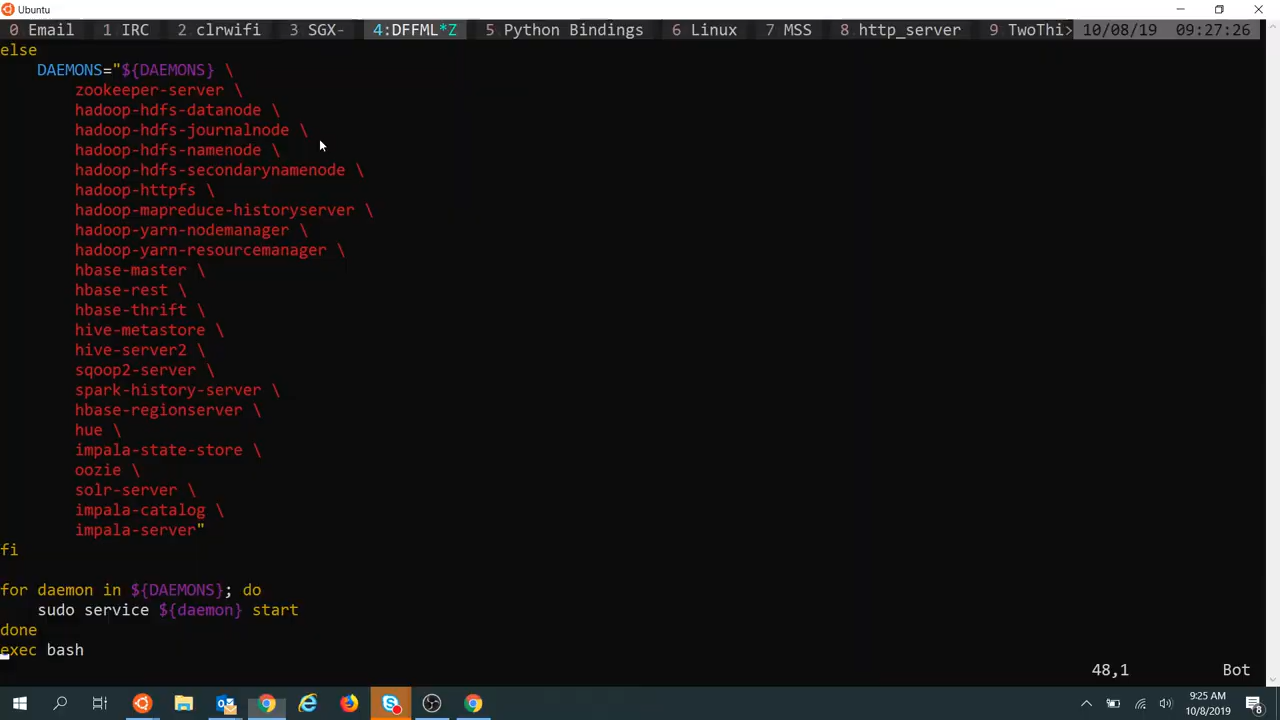 Ubuntu
0 Email 1 IRC 2 clrwifi 3 SGX- 4:DFFML*Z 5 Python Bindings 6 Linux 7 MSS 8 http_server 9 TwoThi> 10/08/19 09:27:26
else
DAEMONS="${DAEMONS} \
zookeeper-server \
hadoop-hdfs-datanode \
hadoop-hdfs-journalnode \
hadoop-hdfs-namenode \
hadoop-hdfs-secondarynamenode \
hadoop-httpfs \
hadoop-mapreduce-historyserver \
hadoop-yarn-nodemanager \
hadoop-yarn-resourcemanager \
hbase-master \
hbase-rest \
hbase-thrift \
hive-metastore \
hive-server2 \
sqoop2-server \
spark-history-server \
hbase-regionserver \
hue \
impala-state-store \
oozie \
solr-server \
impala-catalog \
impala-server"
fi
for daemon in ${DAEMONS}; do
sudo service ${daemon} start
done
exec bash
48,1 Bot
9:25 AM
10/8/2019
8